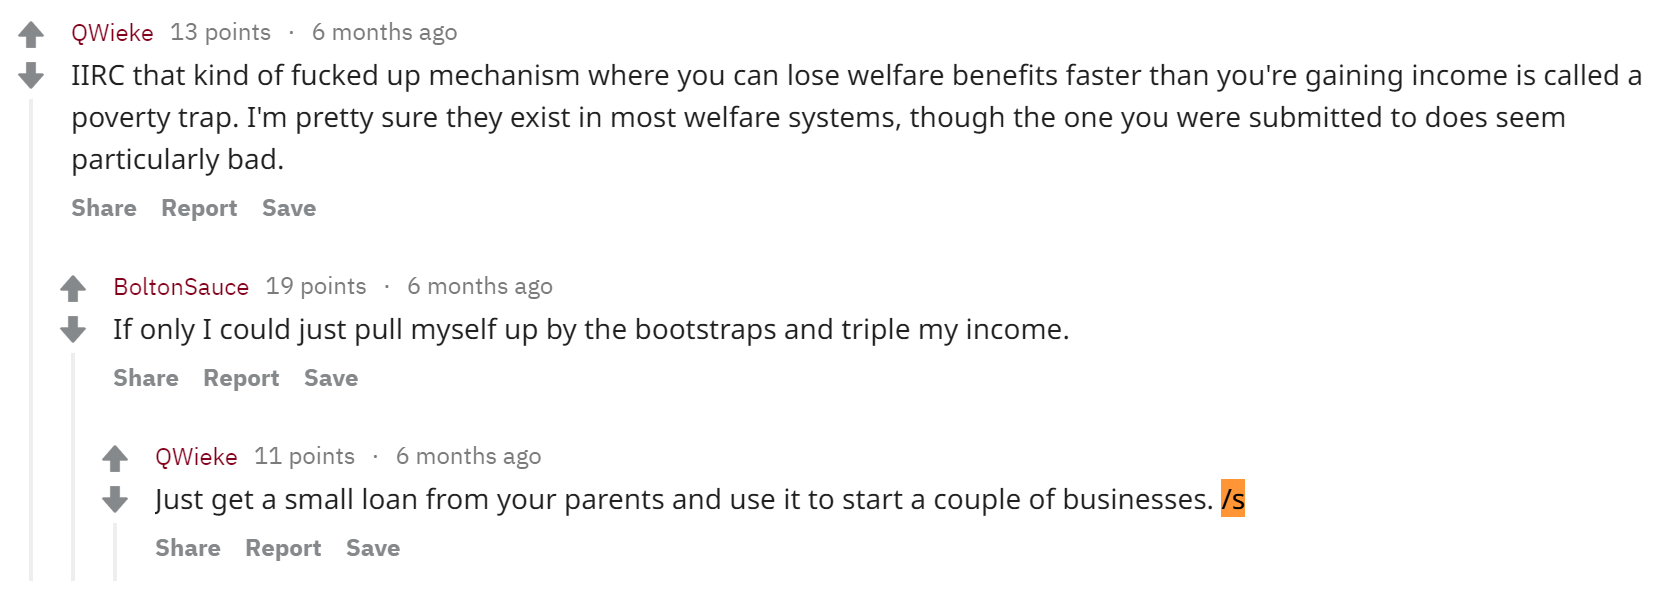 QWieke 13 points · 6 months ago
IIRC that kind of fucked up mechanism where you can lose welfare benefits faster than you're gaining income is called a
poverty trap. I'm pretty sure they exist in most welfare systems, though the one you were submitted to does seem
particularly bad.
Share Report Save
BoltonSauce 19 points · 6 months ago
If only I could just pull myself up by the bootstraps and triple my income.
Share Report Save
QWieke 11 points · 6 months ago
Just get a small loan from your parents and use it to start a couple of businesses. /s
Share Report Save